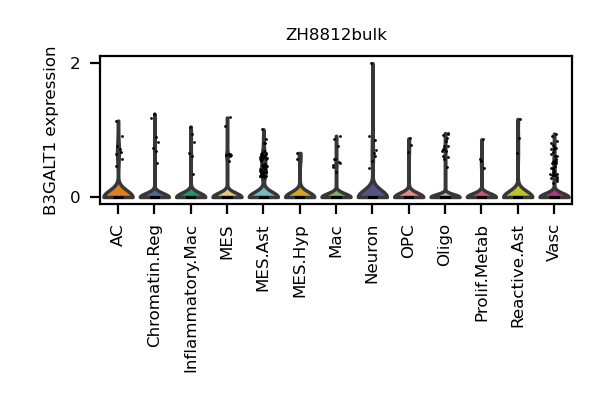 ZH8812bulk
B3GALT1 expression
2
0
AC
Chromatin.Reg
Inflammatory.Mac
MES
MES.Ast
MES.Hyp
Mac
Neuron
OPC
Oligo
Prolif.Metab
Reactive.Ast
Vasc